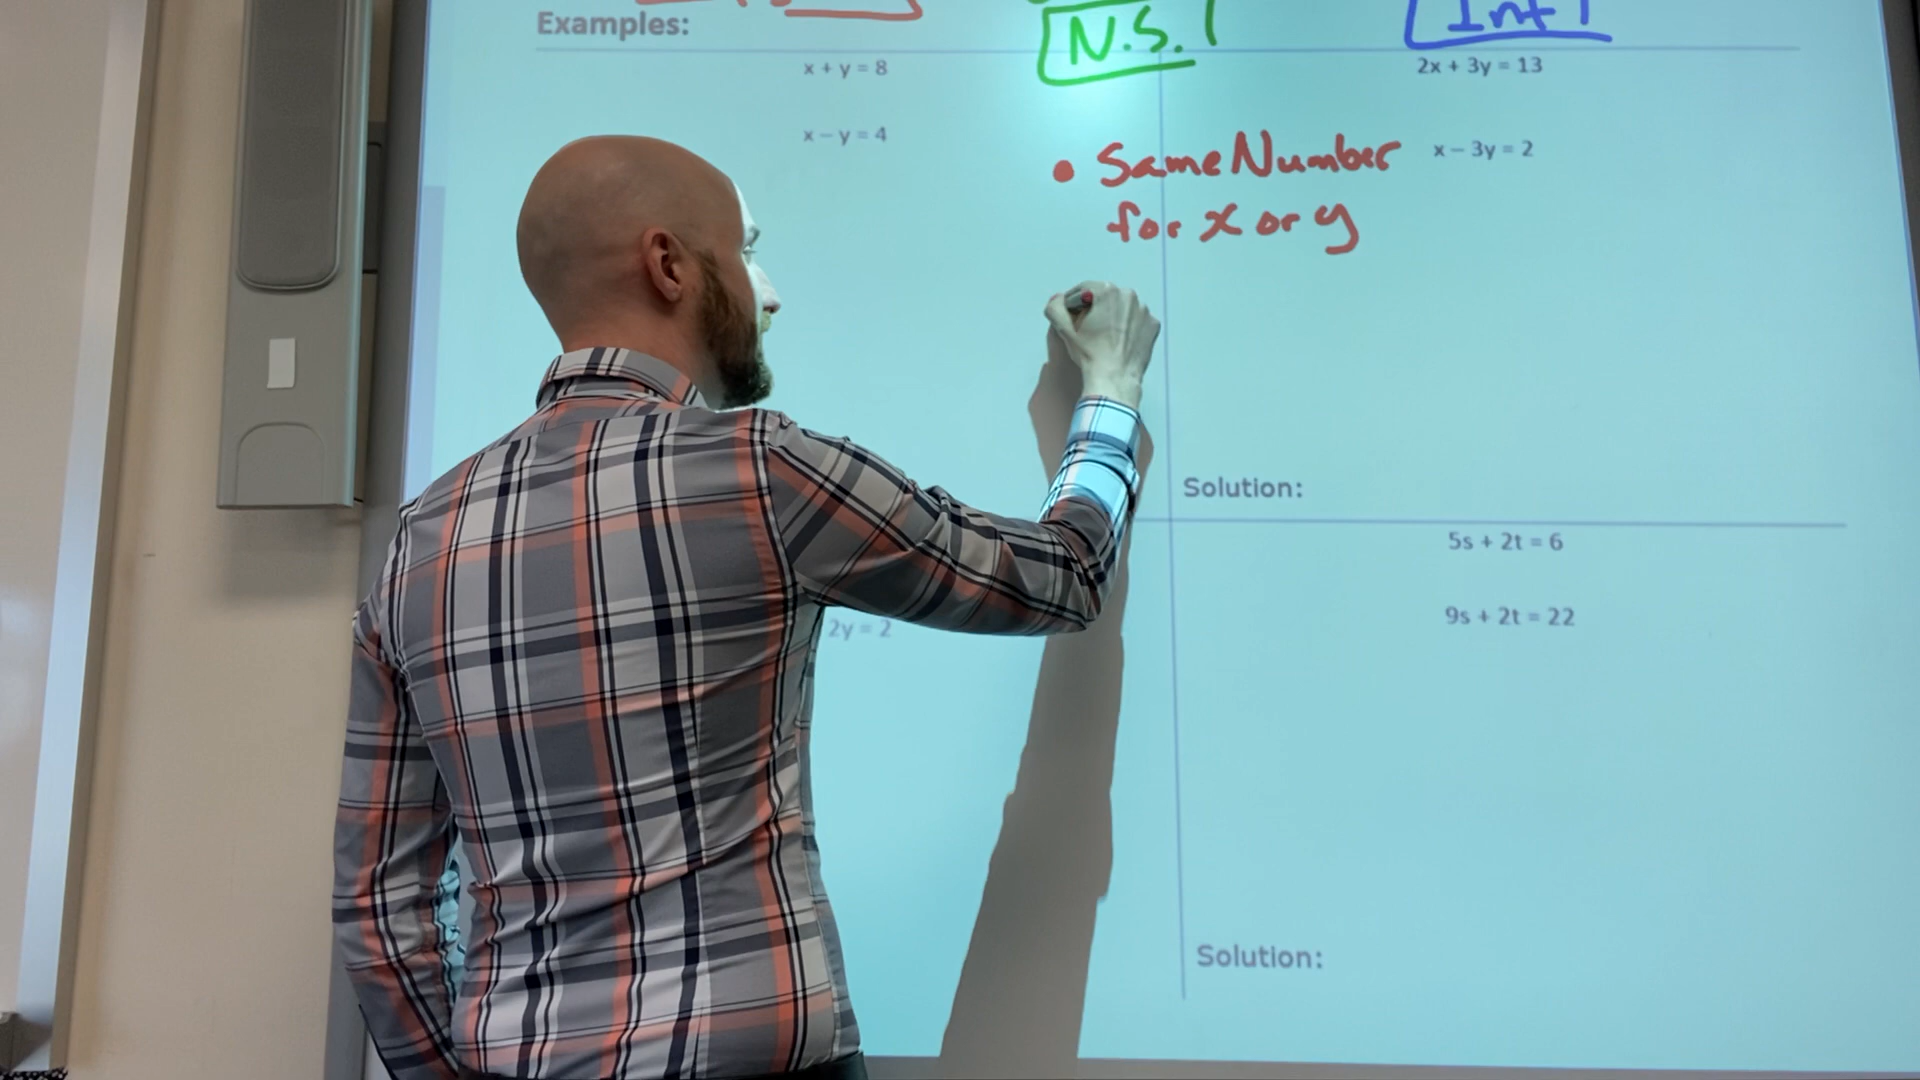 Examples:
N.S.
Inf
x + y = 8
x – y = 4
2x + 3y = 13
x – 3y = 2
• Same Number
for x or y
Solution:
2y = 2
5s + 2t = 6
9s + 2t = 22
Solution: